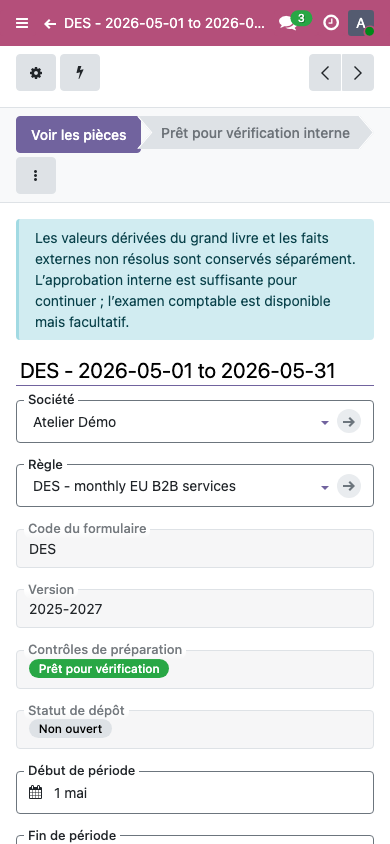 DES - 2026-05-01 to 2026-0...
3
A
Voir les pièces
Prêt pour vérification interne
Les valeurs dérivées du grand livre et les faits
externes non résolus sont conservés séparément.
L’approbation interne est suffisante pour
continuer ; l’examen comptable est disponible
mais facultatif.
DES - 2026-05-01 to 2026-05-31
Société
Atelier Démo
Règle
DES - monthly EU B2B services
Code du formulaire
DES
Version
2025-2027
Contrôles de préparation
Prêt pour vérification
Statut de dépôt
Non ouvert
Début de période
1 mai
Fin de période